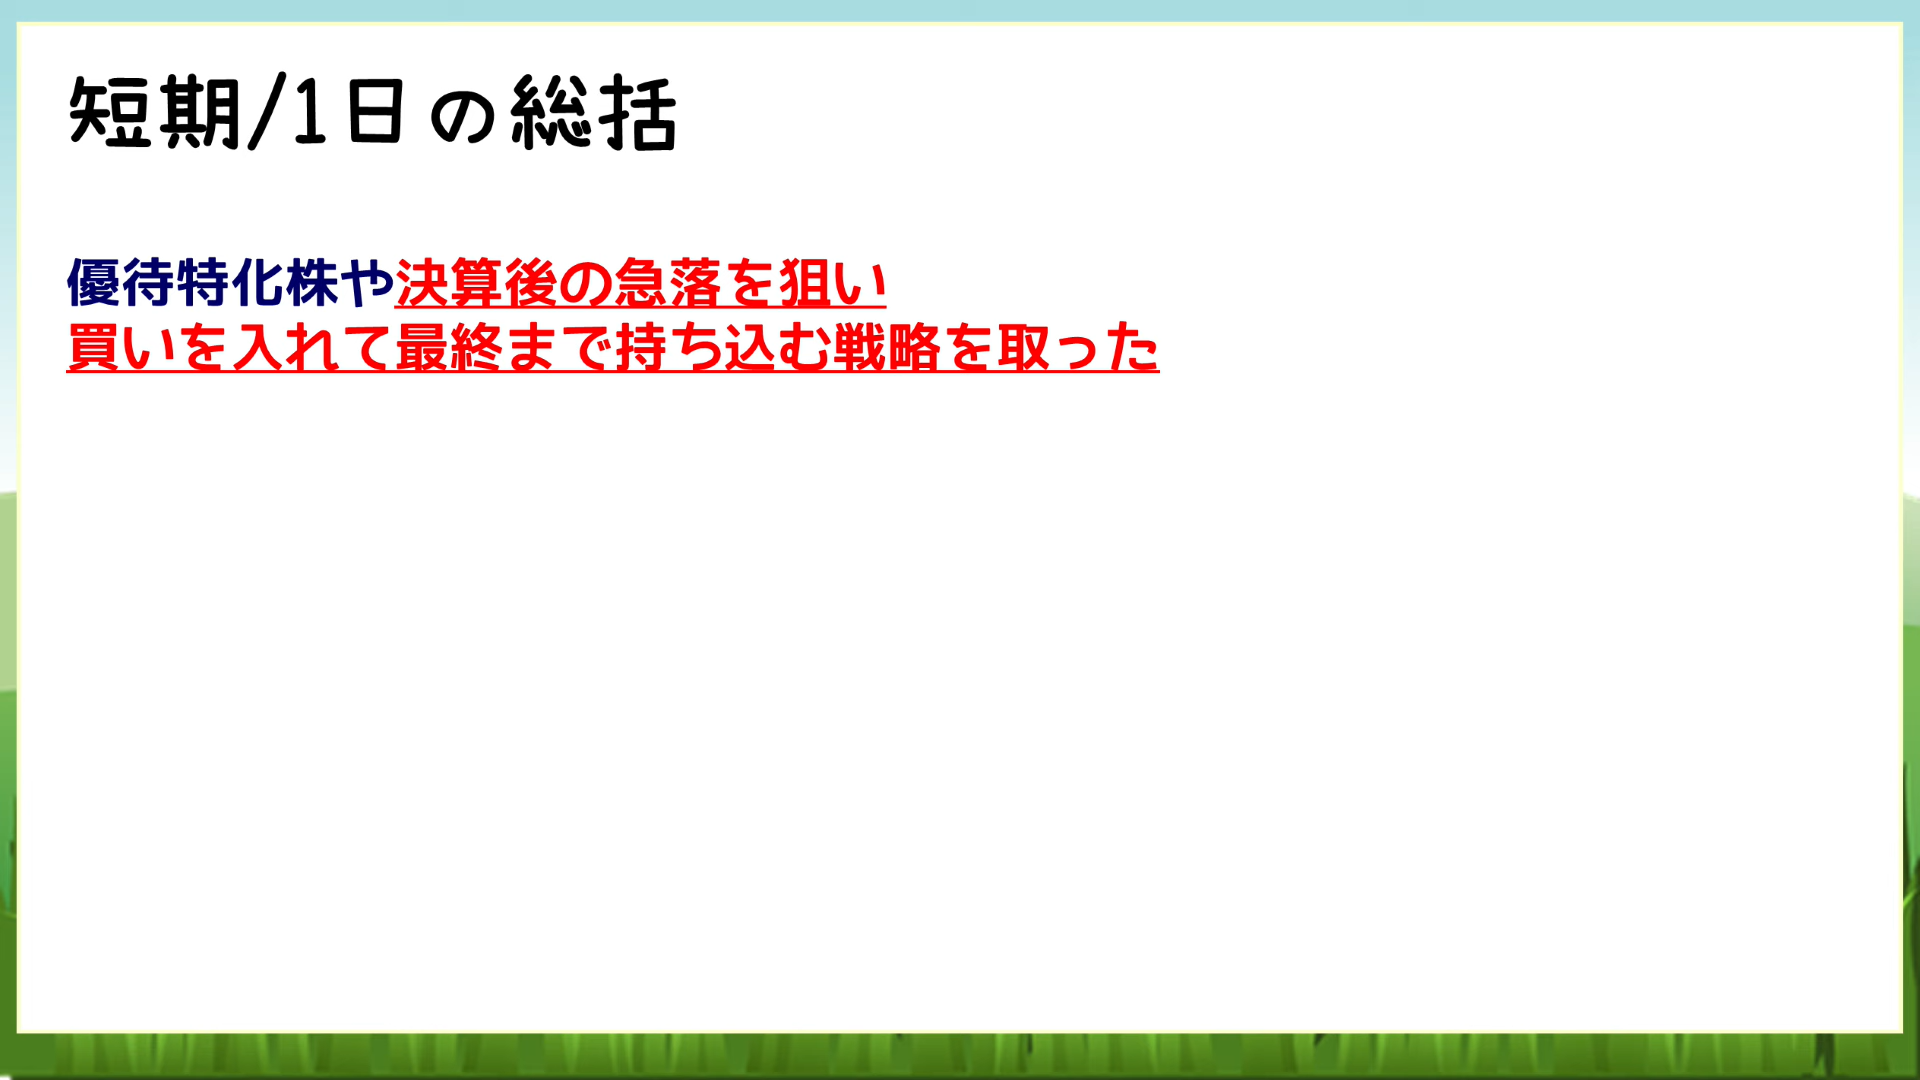 短期/1日の総括
優待特化株や決算後の急落を狙い
買いを入れて最終まで持ち込む戦略を取った